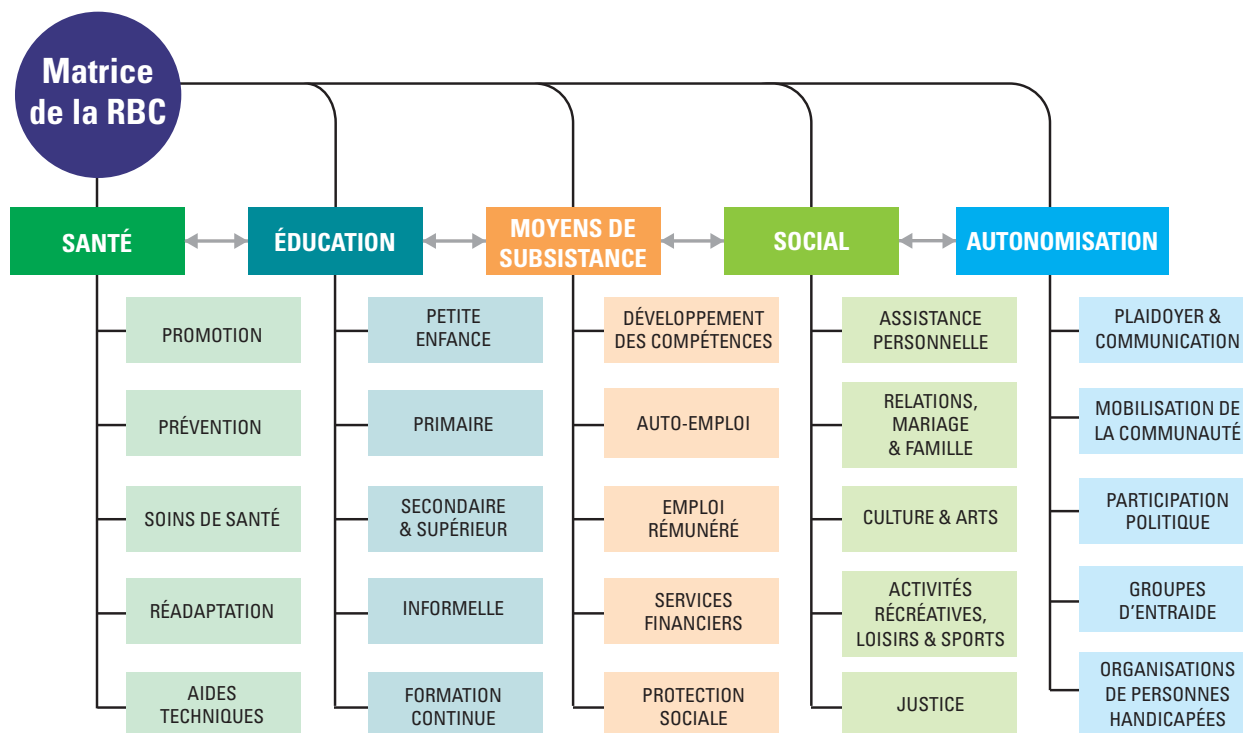 Matrice
de la RBC
SANTÉ
ÉDUCATION
MOYENS DE
SUBSISTANCE
SOCIAL
AUTONOMISATION
PROMOTION
PRÉVENTION
SOINS DE SANTÉ
RÉADAPTATION
AIDES
TECHNIQUES
PETITE
ENFANCE
PRIMAIRE
SECONDAIRE
& SUPÉRIEUR
INFORMELLE
FORMATION
CONTINUE
DÉVELOPPEMENT
DES COMPÉTENCES
AUTO-EMPLOI
EMPLOI
RÉMUNÉRÉ
SERVICES
FINANCIERS
PROTECTION
SOCIALE
ASSISTANCE
PERSONNELLE
RELATIONS,
MARIAGE
& FAMILLE
CULTURE & ARTS
ACTIVITÉS
RÉCRÉATIVES,
LOISIRS & SPORTS
JUSTICE
PLAIDOYER &
COMMUNICATION
MOBILISATION DE
LA COMMUNAUTÉ
PARTICIPATION
POLITIQUE
GROUPES
D'ENTRAIDE
ORGANISATIONS
DE PERSONNES
HANDICAPÉES